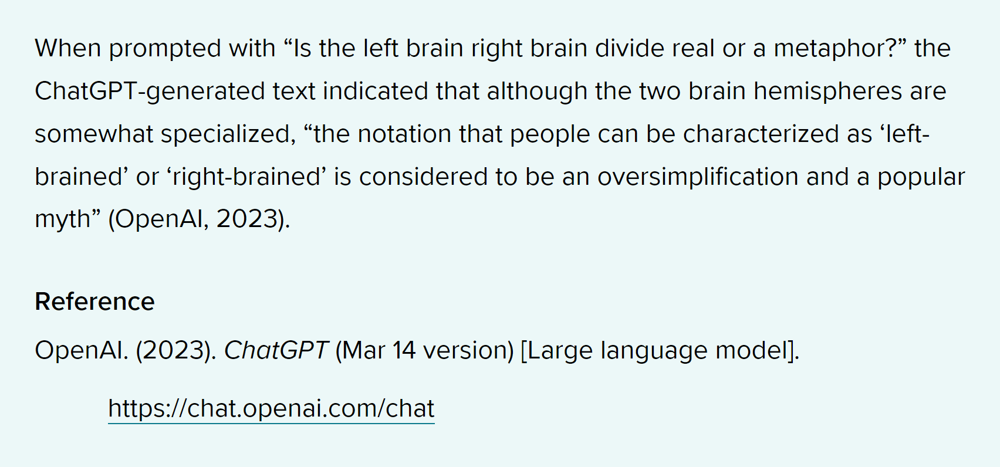 When prompted with “Is the left brain right brain divide real or a metaphor?” the
ChatGPT-generated text indicated that although the two brain hemispheres are
somewhat specialized, “the notation that people can be characterized as ‘left-
brained’ or ‘right-brained’ is considered to be an oversimplification and a popular
myth” (OpenAI, 2023).
Reference
OpenAI. (2023). ChatGPT (Mar 14 version) [Large language model].
https://chat.openai.com/chat